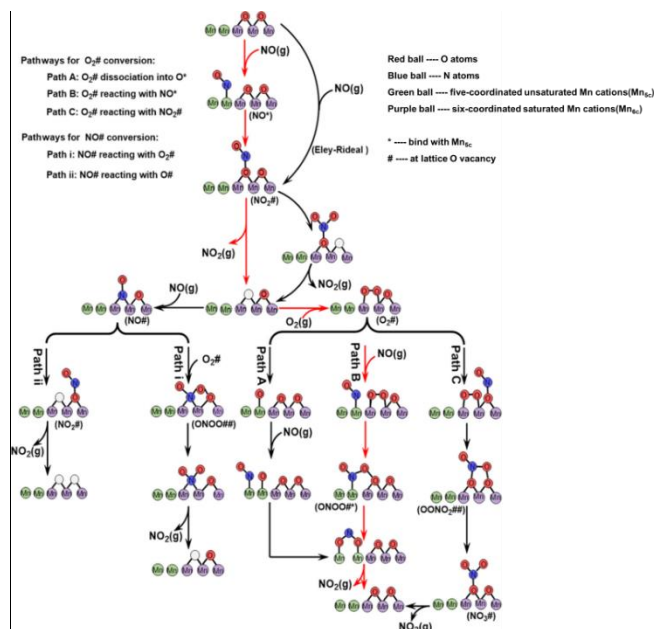 Pathways for O₂# conversion:
Path A: O₂# dissociation into O*
Path B: O₂# reacting with NO*
Path C: O₂# reacting with NO₂#
Pathways for NO# conversion:
Path i: NO# reacting with O₂#
Path ii: NO# reacting with O#
Red ball ---- O atoms
Blue ball ---- N atoms
Green ball ---- five-coordinated unsaturated Mn cations(Mn₅c)
Purple ball ---- six-coordinated saturated Mn cations(Mn₆c)
* ---- bind with Mn₅c
# ---- at lattice O vacancy
NO(g)
NO(g)
(NO*)
(Eley-Rideal )
(NO₂#)
NO₂(g)
NO₂(g)
NO(g)
O₂(g)
(NO#)
(O₂#)
Path ii
Path i
O₂#
Path A
Path B
NO(g)
Path C
(NO₂#)
(ONOO##)
NO₂(g)
NO(g)
(ONOO#*)
(OONO₂##)
NO₂(g)
NO₂(g)
(NO₃#)
NO₂(g)